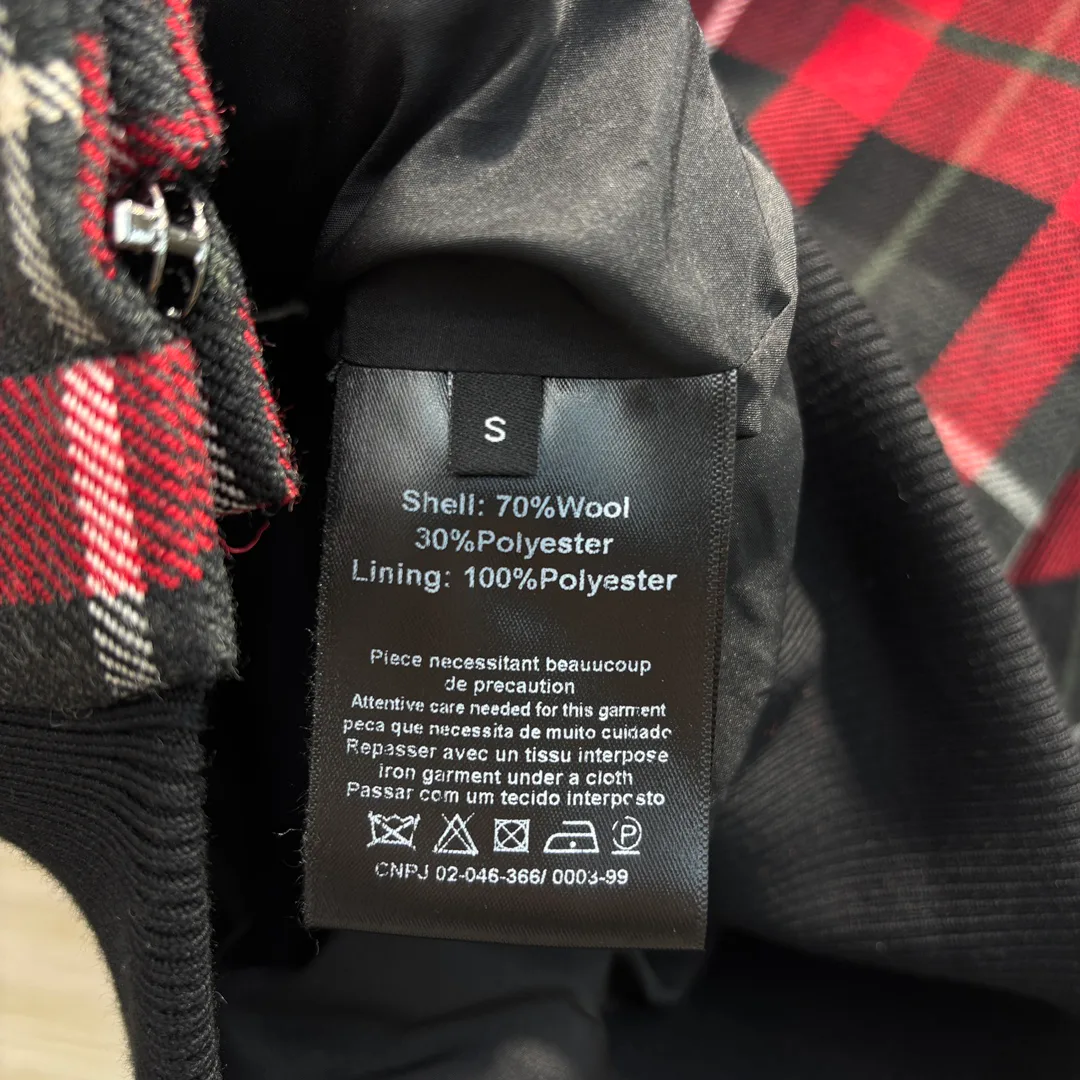 S
Shell: 70%Wool
30%Polyester
Lining: 100%Polyester
Piece necessitant beauucoup
de precaution
Attentive care needed for this garment
peca que necessita de muito cuidado
Repasser avec un tissu interpose
iron garment under a cloth
Passar com um tecido interposto
P
CNPJ 02-046-366/ 0003-99